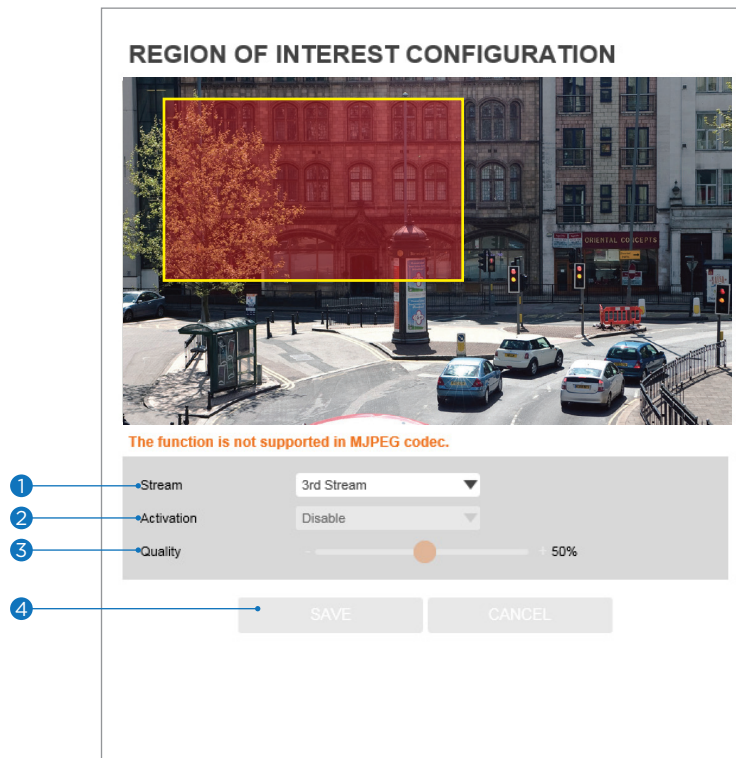 REGION OF INTEREST CONFIGURATION
ORIENTAL CONCEPTS
The function is not supported in MJPEG codec.
1 Stream 3rd Stream
2 Activation Disable
3 Quality - + 50%
4 SAVE CANCEL